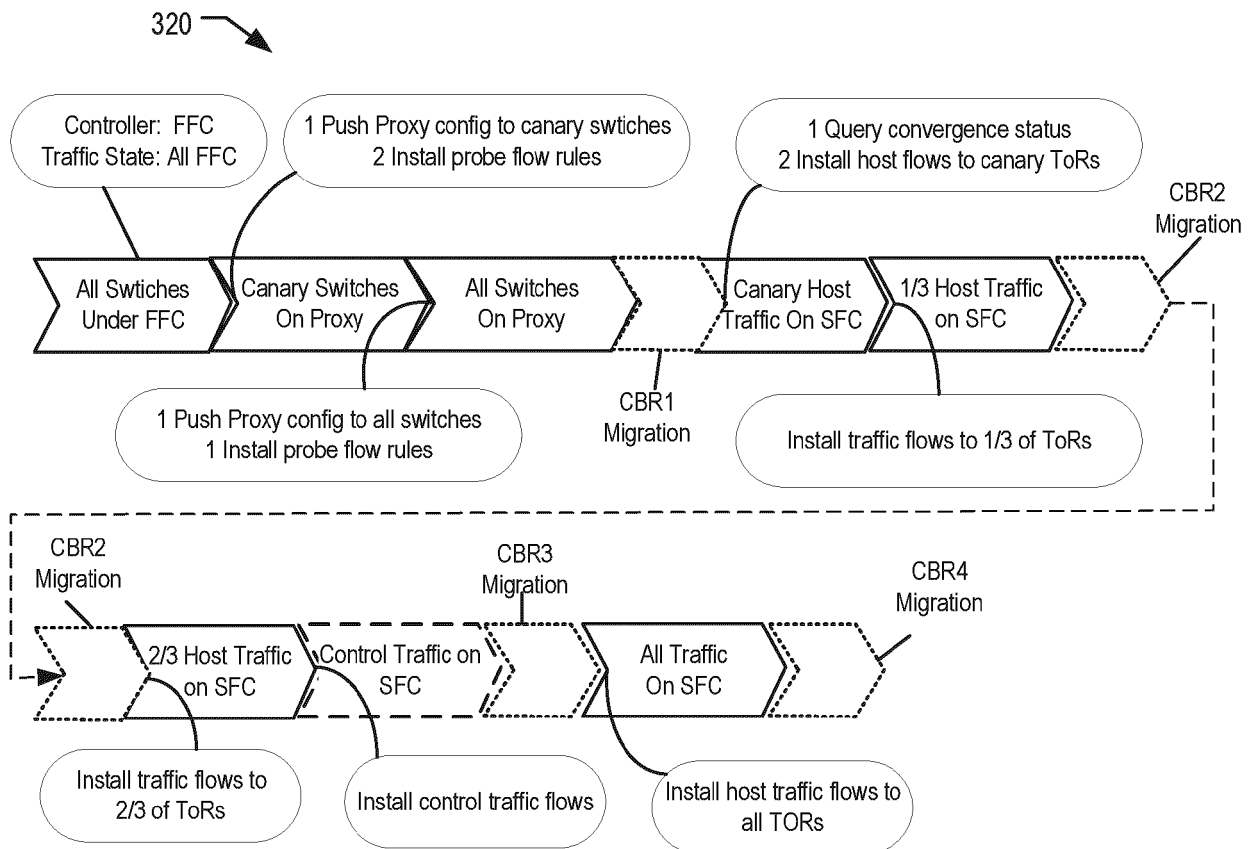 320
Controller: FFC
Traffic State: All FFC
1 Push Proxy config to canary swtiches
2 Install probe flow rules
1 Query convergence status
2 Install host flows to canary ToRs
CBR2
Migration
All Swtiches
Under FFC
Canary Switches
On Proxy
All Switches
On Proxy
Canary Host
Traffic On SFC
1/3 Host Traffic
on SFC
1 Push Proxy config to all switches
1 Install probe flow rules
CBR1
Migration
Install traffic flows to 1/3 of ToRs
CBR2
Migration
CBR3
Migration
CBR4
Migration
2/3 Host Traffic
on SFC
Control Traffic on
SFC
All Traffic
On SFC
Install traffic flows to
2/3 of ToRs
Install control traffic flows
Install host traffic flows to
all TORs